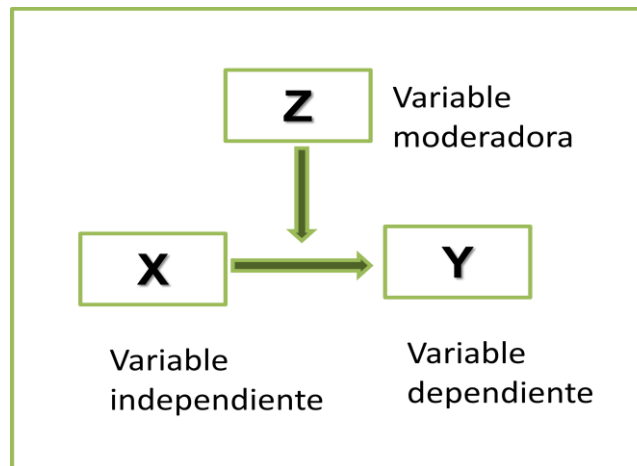 Z
Variable
moderadora
X
Y
Variable
independiente
Variable
dependiente